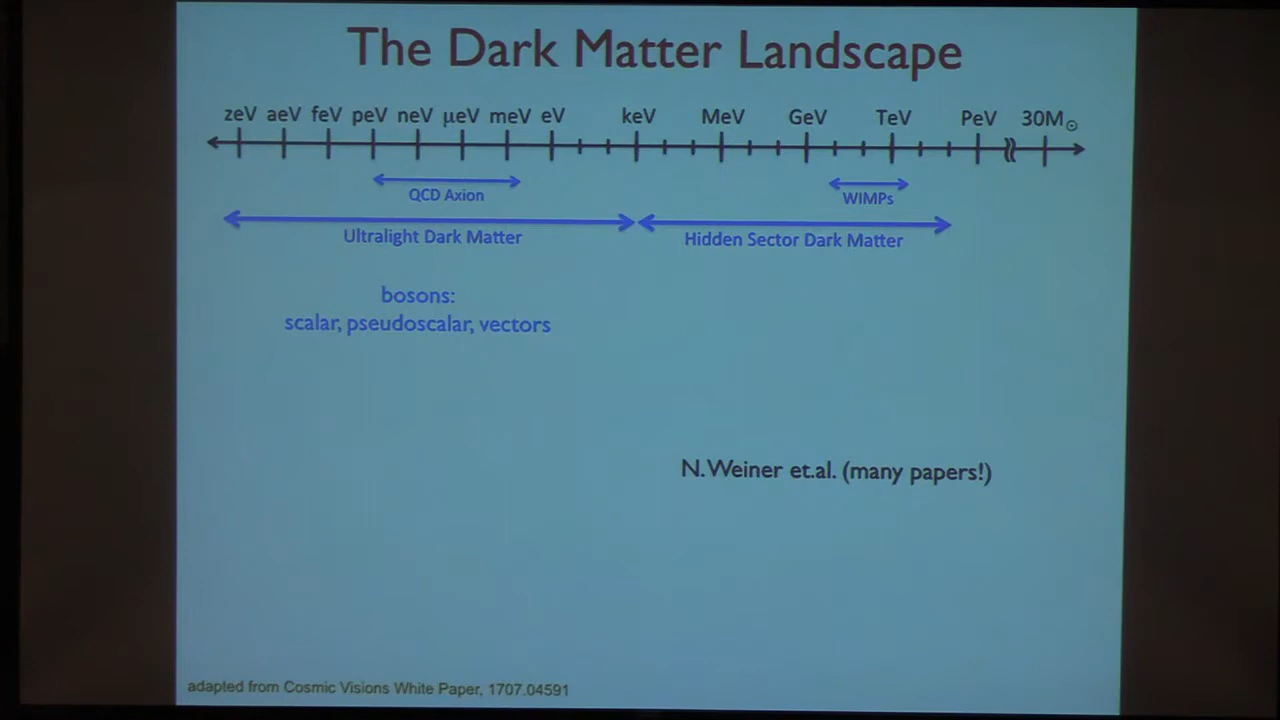 The Dark Matter Landscape
zeV aeV feV peV neV μeV meV eV keV MeV GeV TeV PeV 30M⊙
QCD Axion
WIMPs
Ultralight Dark Matter
Hidden Sector Dark Matter
bosons:
scalar, pseudoscalar, vectors
N. Weiner et.al. (many papers!)
adapted from Cosmic Visions White Paper, 1707.04591